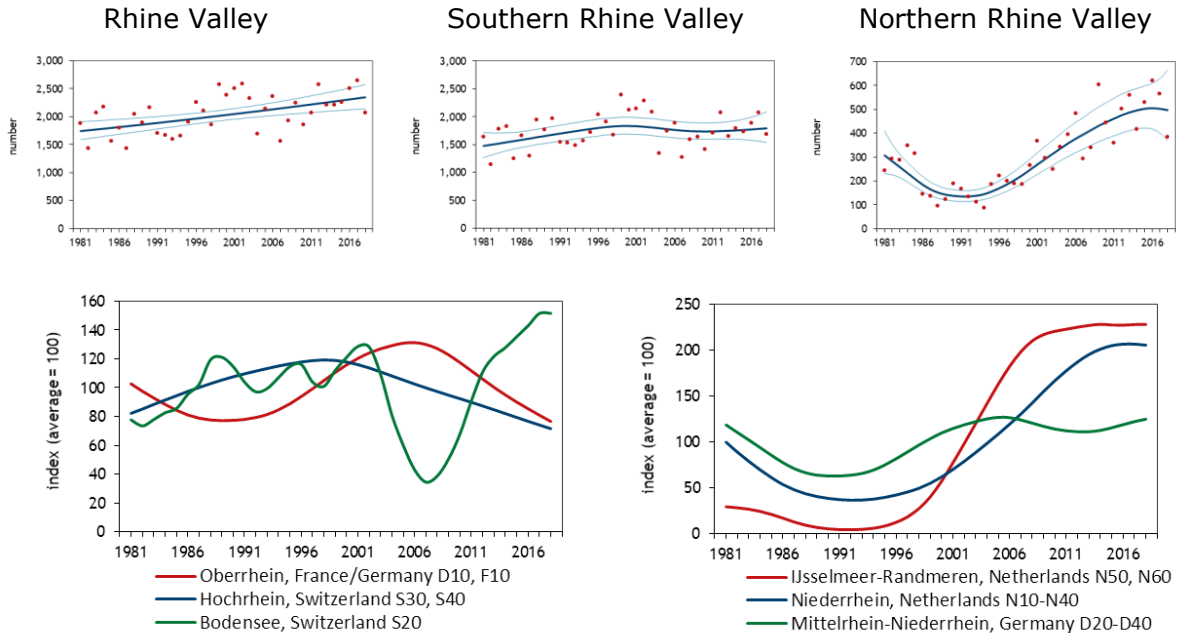 Rhine Valley
Southern Rhine Valley
Northern Rhine Valley
number
3,000
2,500
2,000
1,500
1,000
500
0
1981 1986 1991 1996 2001 2006 2011 2016
number
3,000
2,500
2,000
1,500
1,000
500
0
1981 1986 1991 1996 2001 2006 2011 2016
number
700
600
500
400
300
200
100
0
1981 1986 1991 1996 2001 2006 2011 2016
index (average = 100)
160
140
120
100
80
60
40
20
0
1981 1986 1991 1996 2001 2006 2011 2016
Oberrhein, France/Germany D10, F10
Hochrhein, Switzerland S30, S40
Bodensee, Switzerland S20
index (average = 100)
250
200
150
100
50
0
1981 1986 1991 1996 2001 2006 2011 2016
IJsselmeer-Randmeren, Netherlands N50, N60
Niederrhein, Netherlands N10-N40
Mittelrhein-Niederrhein, Germany D20-D40